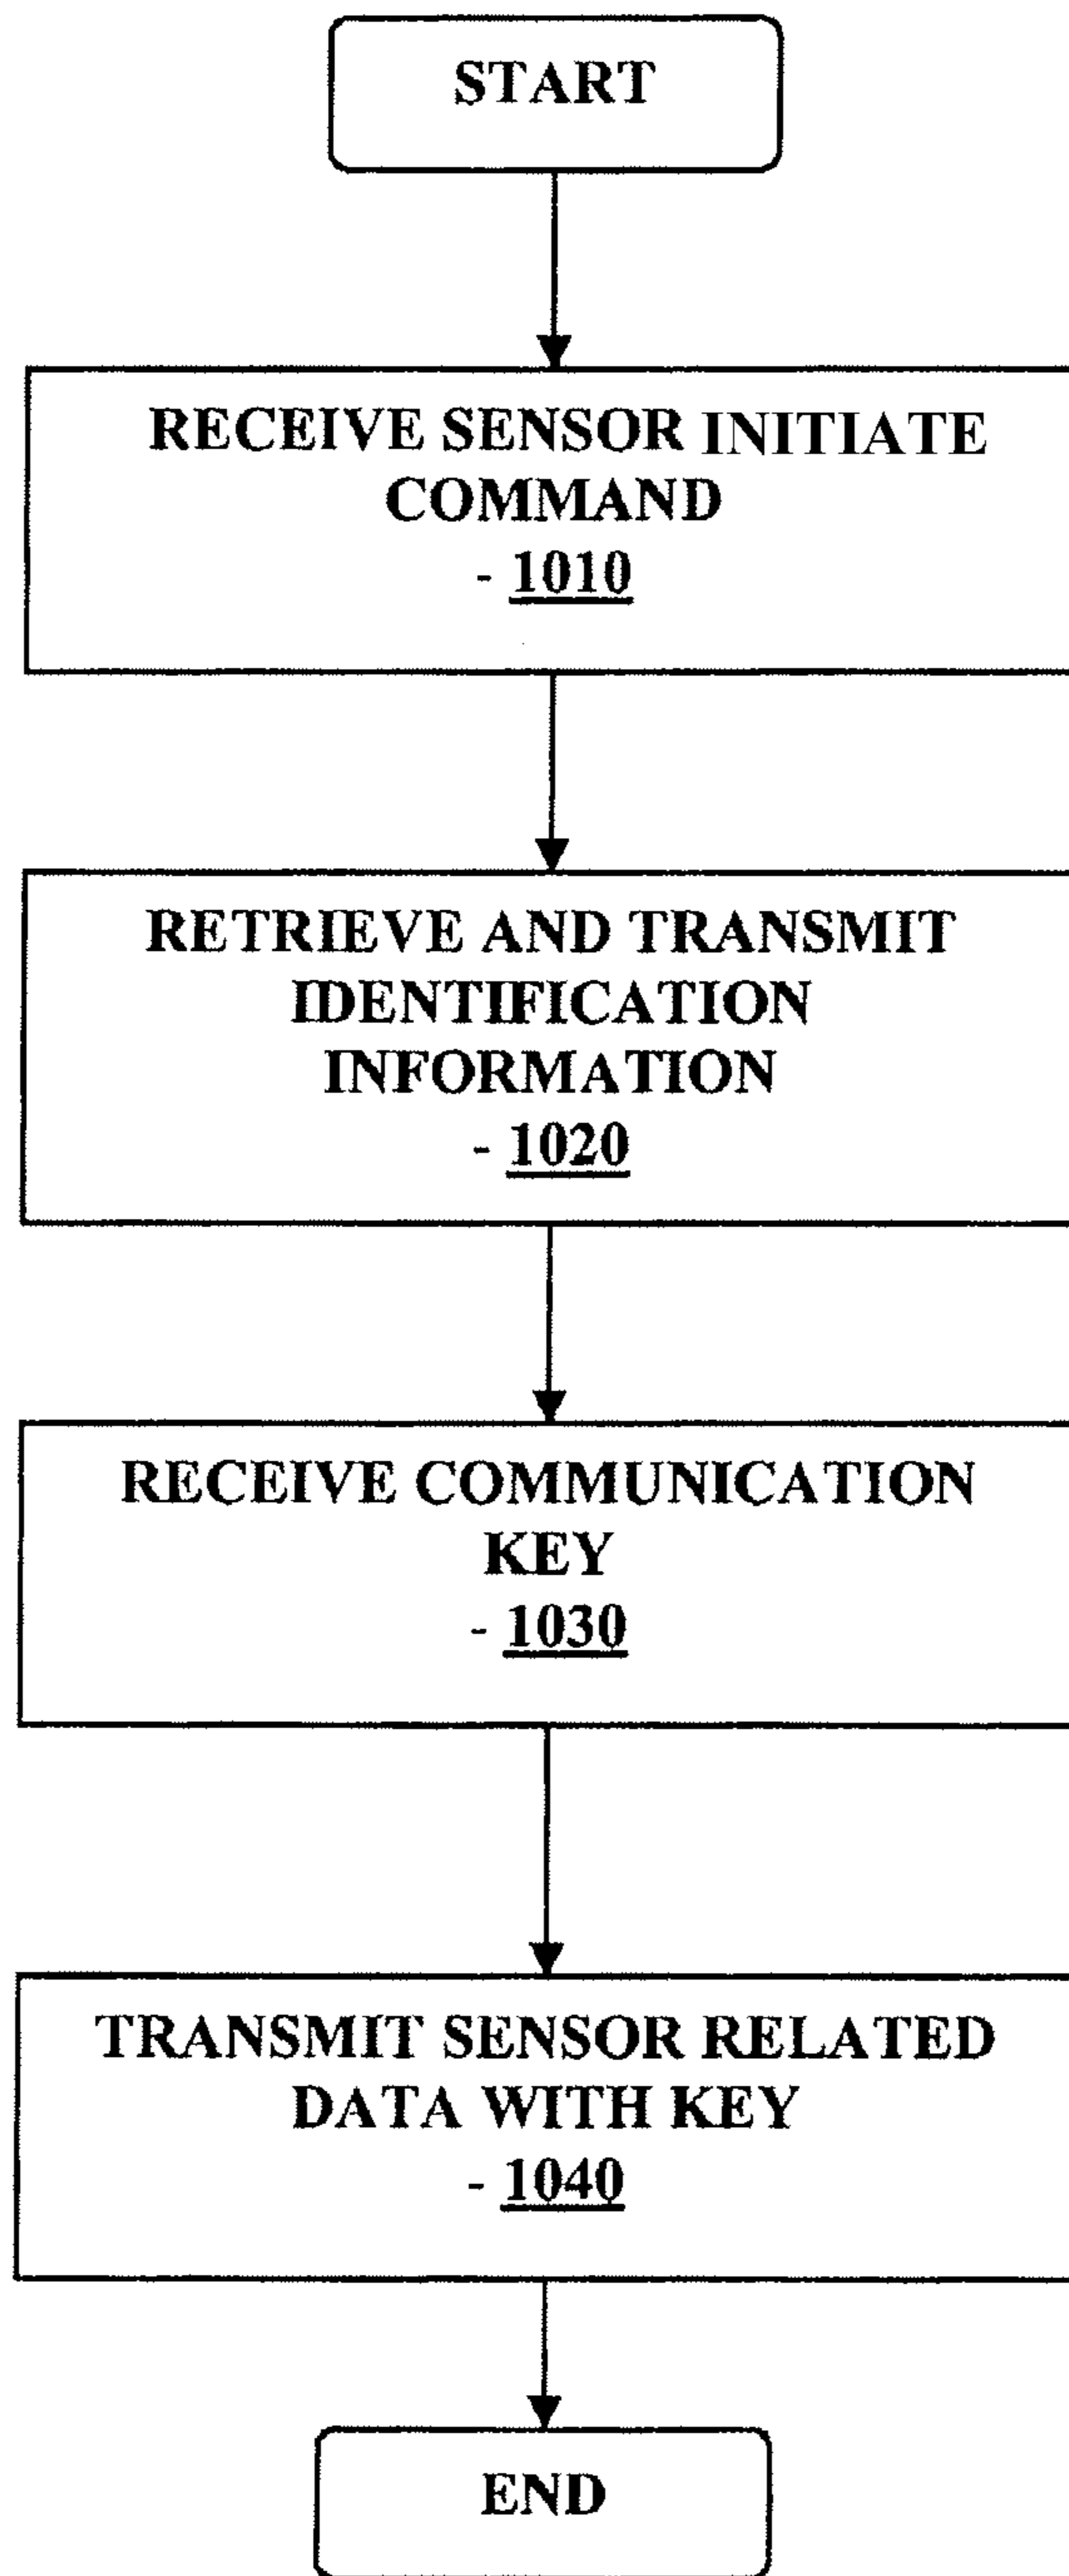 START
RECEIVE SENSOR INITIATE
COMMAND
- 1010
RETRIEVE AND TRANSMIT
IDENTIFICATION
INFORMATION
- 1020
RECEIVE COMMUNICATION
KEY
- 1030
TRANSMIT SENSOR RELATED
DATA WITH KEY
- 1040
END